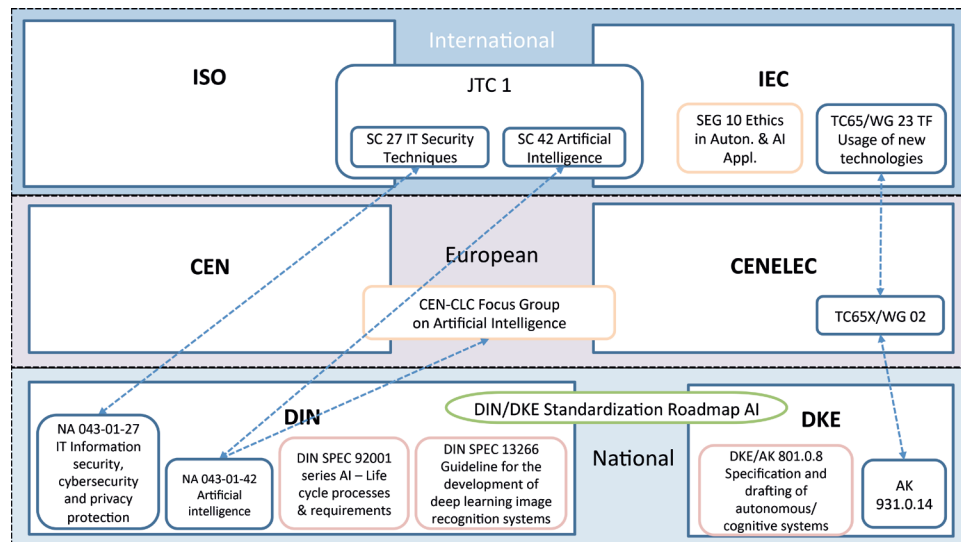 International
ISO
JTC 1
IEC
SC 27 IT Security
Techniques
SC 42 Artificial
Intelligence
SEG 10 Ethics
in Auton. & AI
Appl.
TC65/WG 23 TF
Usage of new
technologies
European
CEN
CENELEC
CEN-CLC Focus Group
on Artificial Intelligence
TC65X/WG 02
DIN/DKE Standardization Roadmap AI
DIN
DKE
National
NA 043-01-27
IT Information
security,
cybersecurity
and privacy
protection
NA 043-01-42
Artificial
intelligence
DIN SPEC 92001
series AI – Life
cycle processes
& requirements
DIN SPEC 13266
Guideline for the
development of
deep learning image
recognition systems
DKE/AK 801.0.8
Specification and
drafting of
autonomous/
cognitive systems
AK
931.0.14